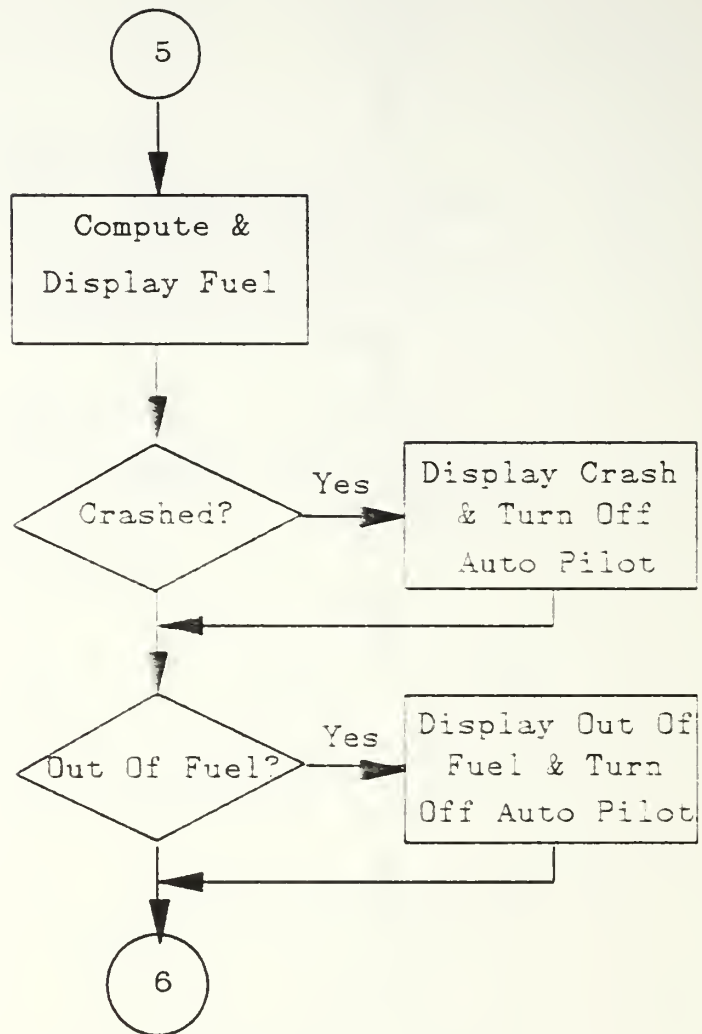 5
Compute &
Display Fuel
Crashed?
Yes
Display Crash
& Turn Off
Auto Pilot
Out Of Fuel?
Yes
Display Out Of
Fuel & Turn
Off Auto Pilot
6